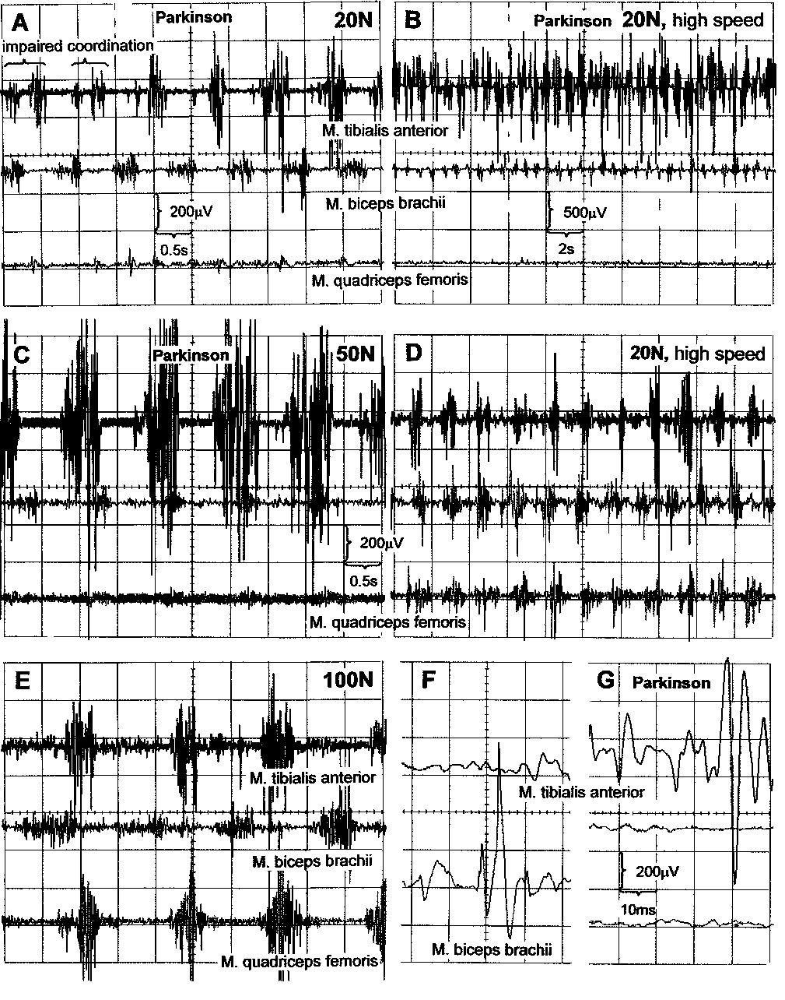 A Parkinson 20N
impaired coordination
M. tibialis anterior
M. biceps brachii
200µV
0.5s
M. quadriceps femoris
B Parkinson 20N, high speed
500µV
2s
C Parkinson 50N
200µV
0.5s
M. quadriceps femoris
D 20N, high speed
E 100N
M. tibialis anterior
M. biceps brachii
M. quadriceps femoris
F
M. tibialis anterior
M. biceps brachii
G Parkinson
200µV
10ms